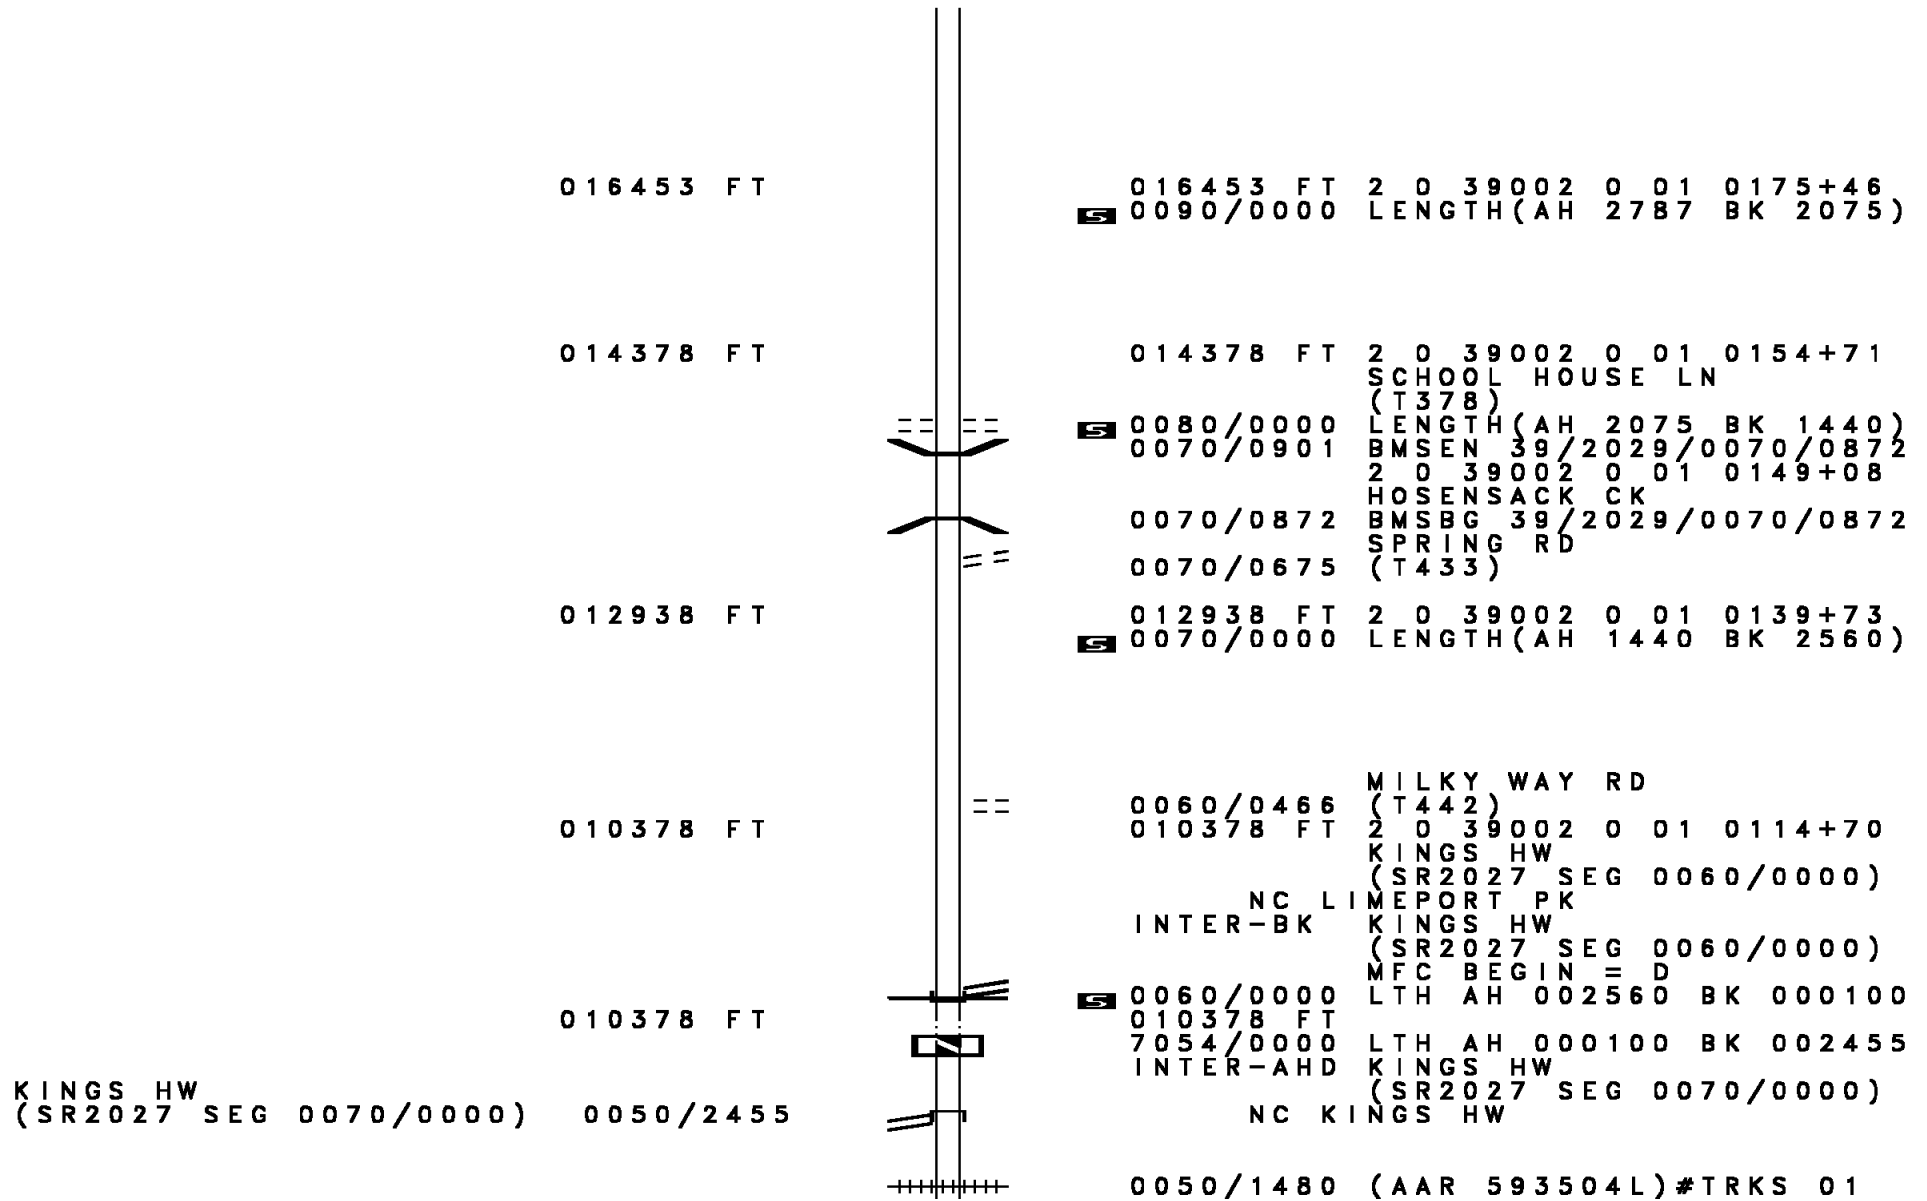 016453 FT 016453 FT 2 0 39002 0 01 0175+46
S 0090/0000 LENGTH(AH 2787 BK 2075)
014378 FT 014378 FT 2 0 39002 0 01 0154+71
SCHOOL HOUSE LN
(T378)
S 0080/0000 LENGTH(AH 2075 BK 1440)
0070/0901 BMSEN 39/2029/0070/0872
2 0 39002 0 01 0149+08
HOSENSACK CK
0070/0872 BMSBG 39/2029/0070/0872
SPRING RD
0070/0675 (T433)
012938 FT 012938 FT 2 0 39002 0 01 0139+73
S 0070/0000 LENGTH(AH 1440 BK 2560)
MILKY WAY RD
0060/0466 (T442)
010378 FT 010378 FT 2 0 39002 0 01 0114+70
KINGS HW
(SR2027 SEG 0060/0000)
NC LIMEPORT PK
INTER-BK KINGS HW
(SR2027 SEG 0060/0000)
MFC BEGIN = D
S 0060/0000 LTH AH 002560 BK 000100
010378 FT 010378 FT
7054/0000 LTH AH 000100 BK 002455
INTER-AHD KINGS HW
KINGS HW (SR2027 SEG 0070/0000)
(SR2027 SEG 0070/0000) 0050/2455 NC KINGS HW
0050/1480 (AAR 593504L)#TRKS 01